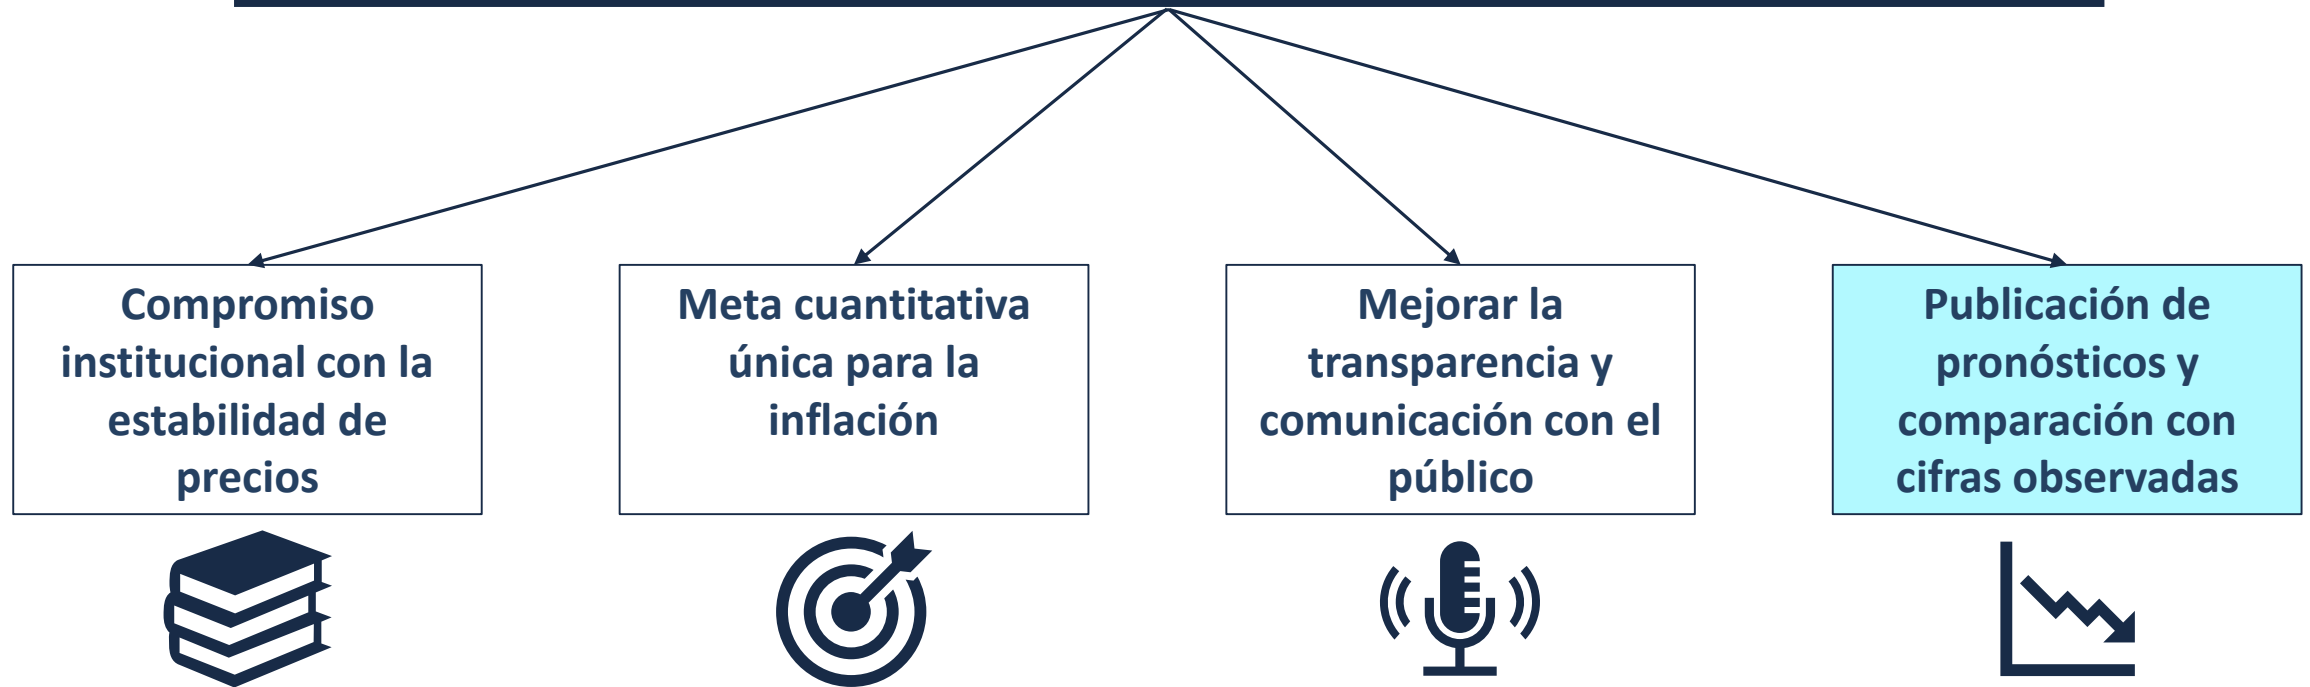 Compromiso
institucional con la
estabilidad de
precios
Meta cuantitativa
única para la
inflación
Mejorar la
transparencia y
comunicación con el
público
Publicación de
pronósticos y
comparación con
cifras observadas